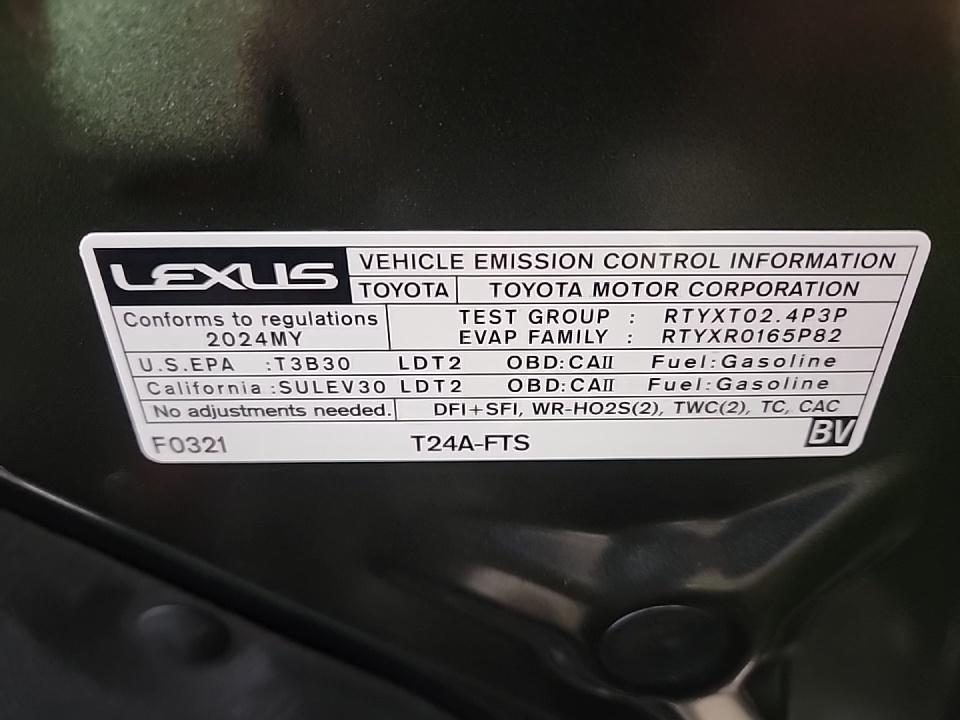 LEXUS VEHICLE EMISSION CONTROL INFORMATION
TOYOTA TOYOTA MOTOR CORPORATION
Conforms to regulations TEST GROUP : RTYXT02.4P3P
2024MY EVAP FAMILY : RTYXR0165P82
U.S.EPA :T3B30 LDT2 OBD:CAII Fuel:Gasoline
California :SULEV30 LDT2 OBD:CAII Fuel:Gasoline
No adjustments needed. DFI+SFI, WR-HO2S(2), TWC(2), TC, CAC
F0321 T24A-FTS BV